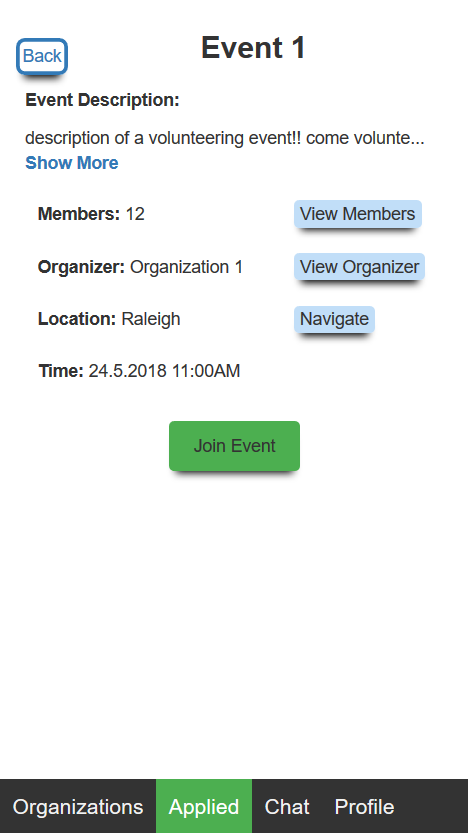 Back
Event 1
Event Description:
description of a volunteering event!! come volunte...
Show More
Members: 12
View Members
Organizer: Organization 1
View Organizer
Location: Raleigh
Navigate
Time: 24.5.2018 11:00AM
Join Event
Organizations Applied Chat Profile